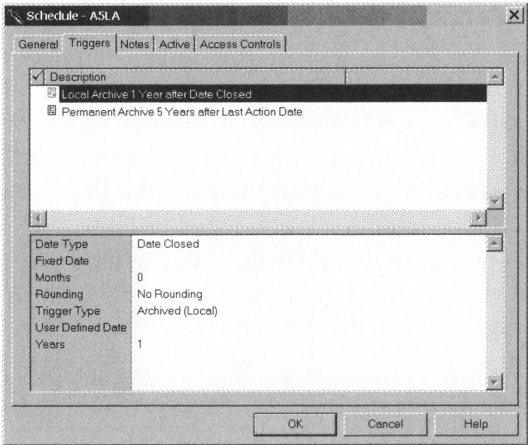 Schedule - A5LA
General Triggers Notes Active Access Controls
Description
Local Archive 1 Year after Date Closed
Permanent Archive 5 Years after Last Action Date
Date Type Date Closed
Fixed Date
Months 0
Rounding No Rounding
Trigger Type Archived (Local)
User Defined Date
Years 1
OK Cancel Help